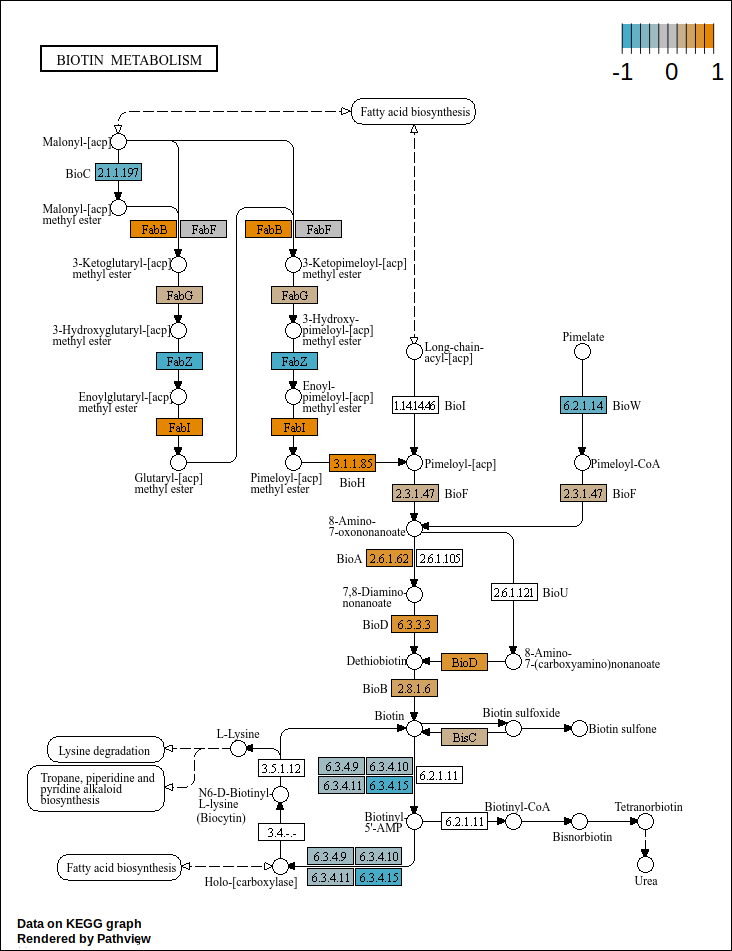 BIOTIN METABOLISM
-1 0 1
Fatty acid biosynthesis
Malonyl-[acp]
BioC 2.1.1.197
Malonyl-[acp]
methyl ester
FabB FabF FabB FabF
3-Ketoglutaryl-[acp]
methyl ester
3-Ketopimeloyl-[acp]
methyl ester
FabG FabG
3-Hydroxyglutaryl-[acp]
methyl ester
3-Hydroxy-
pimeloyl-[acp]
methyl ester
Long-chain-
acyl-[acp]
Pimelate
FabZ FabZ
Enoylglutaryl-[acp]
methyl ester
Enoyl-
pimeloyl-[acp]
methyl ester
1.14.14.46 BioI
6.2.1.14 BioW
FabI FabI
Glutaryl-[acp]
methyl ester
Pimeloyl-[acp]
methyl ester
3.1.1.85
BioH
Pimeloyl-[acp]
Pimeloyl-CoA
2.3.1.47 BioF
2.3.1.47 BioF
8-Amino-
7-oxononanoate
BioA 2.6.1.62 2.6.1.105
7,8-Diamino-
nonanoate
2.6.1.121 BioU
BioD 6.3.3.3
Dethiobiotin
BioD
8-Amino-
7-(carboxyamino)nonanoate
BioB 2.8.1.6
Biotin
Biotin sulfoxide
BisC
Biotin sulfone
L-Lysine
Lysine degradation
Tropane, piperidine and
pyridine alkaloid
biosynthesis
3.5.1.12
6.3.4.9 6.3.4.10
6.3.4.11 6.3.4.15
6.2.1.11
N6-D-Biotinyl-
L-lysine
(Biocytin)
Biotinyl-
5'-AMP
6.2.1.11
Biotinyl-CoA
Bisnorbiotin
Tetranorbiotin
3.4.-.-
6.3.4.9 6.3.4.10
6.3.4.11 6.3.4.15
Fatty acid biosynthesis
Holo-[carboxylase]
Urea
Data on KEGG graph
Rendered by Pathview